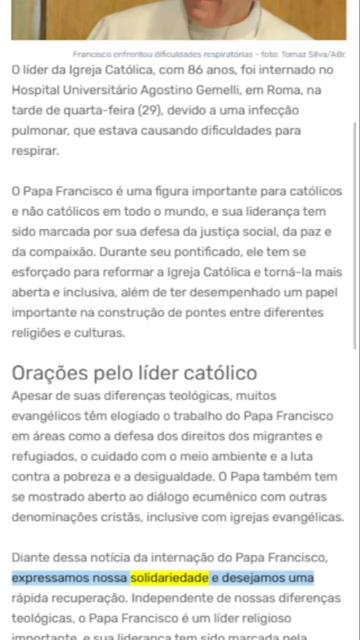 Francisco enfrentou dificuldades respiratórias - foto: Tomaz Silva/ABr.
O líder da Igreja Católica, com 86 anos, foi internado no
Hospital Universitário Agostino Gemelli, em Roma, na
tarde de quarta-feira (29), devido a uma infecção
pulmonar, que estava causando dificuldades para
respirar.
O Papa Francisco é uma figura importante para católicos
e não católicos em todo o mundo, e sua liderança tem
sido marcada por sua defesa da justiça social, da paz e
da compaixão. Durante seu pontificado, ele tem se
esforçado para reformar a Igreja Católica e torná-la mais
aberta e inclusiva, além de ter desempenhado um papel
importante na construção de pontes entre diferentes
religiões e culturas.
Orações pelo líder católico
Apesar de suas diferenças teológicas, muitos
evangélicos têm elogiado o trabalho do Papa Francisco
em áreas como a defesa dos direitos dos migrantes e
refugiados, o cuidado com o meio ambiente e a luta
contra a pobreza e a desigualdade. O Papa também tem
se mostrado aberto ao diálogo ecumênico com outras
denominações cristãs, inclusive com igrejas evangélicas.
Diante dessa notícia da internação do Papa Francisco,
expressamos nossa solidariedade e desejamos uma
rápida recuperação. Independente de nossas diferenças
teológicas, o Papa Francisco é um líder religioso
importante, e sua liderança tem sido marcada pela